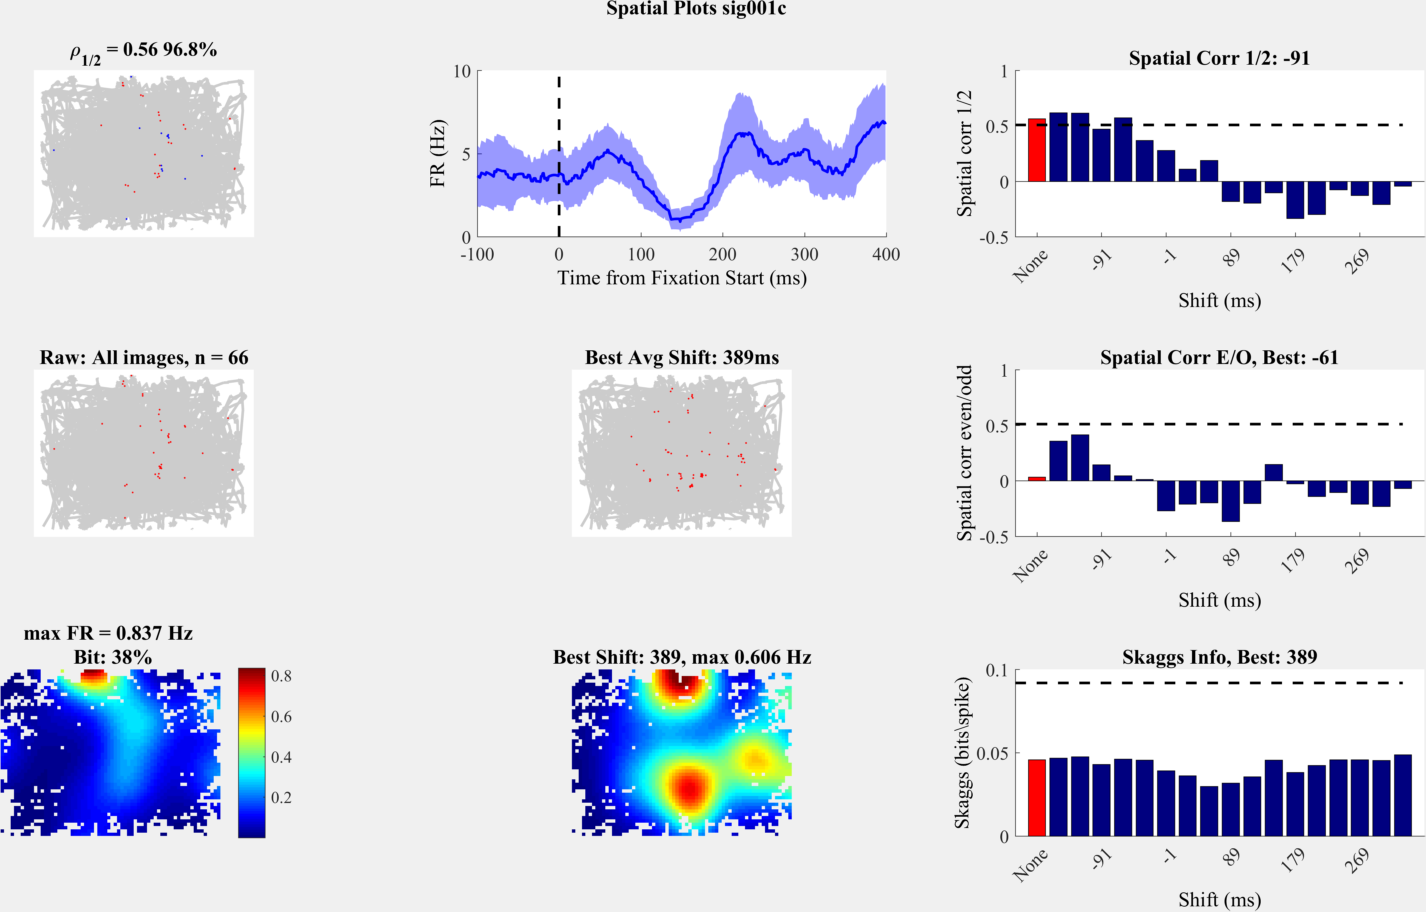 Spatial Plots sig001c
ρ1/2 = 0.56 96.8%
10
5
0
FR (Hz)
-100 0 100 200 300 400
Time from Fixation Start (ms)
Spatial Corr 1/2: -91
1
0.5
0
-0.5
Spatial corr 1/2
None -91 -1 89 179 269
Shift (ms)
Raw: All images, n = 66
Best Avg Shift: 389ms
Spatial Corr E/O, Best: -61
1
0.5
0
-0.5
Spatial corr even/odd
None -91 -1 89 179 269
Shift (ms)
max FR = 0.837 Hz
Bit: 38%
0.8
0.6
0.4
0.2
Best Shift: 389, max 0.606 Hz
Skaggs Info, Best: 389
0.1
0.05
0
Skaggs (bits\spike)
None -91 -1 89 179 269
Shift (ms)